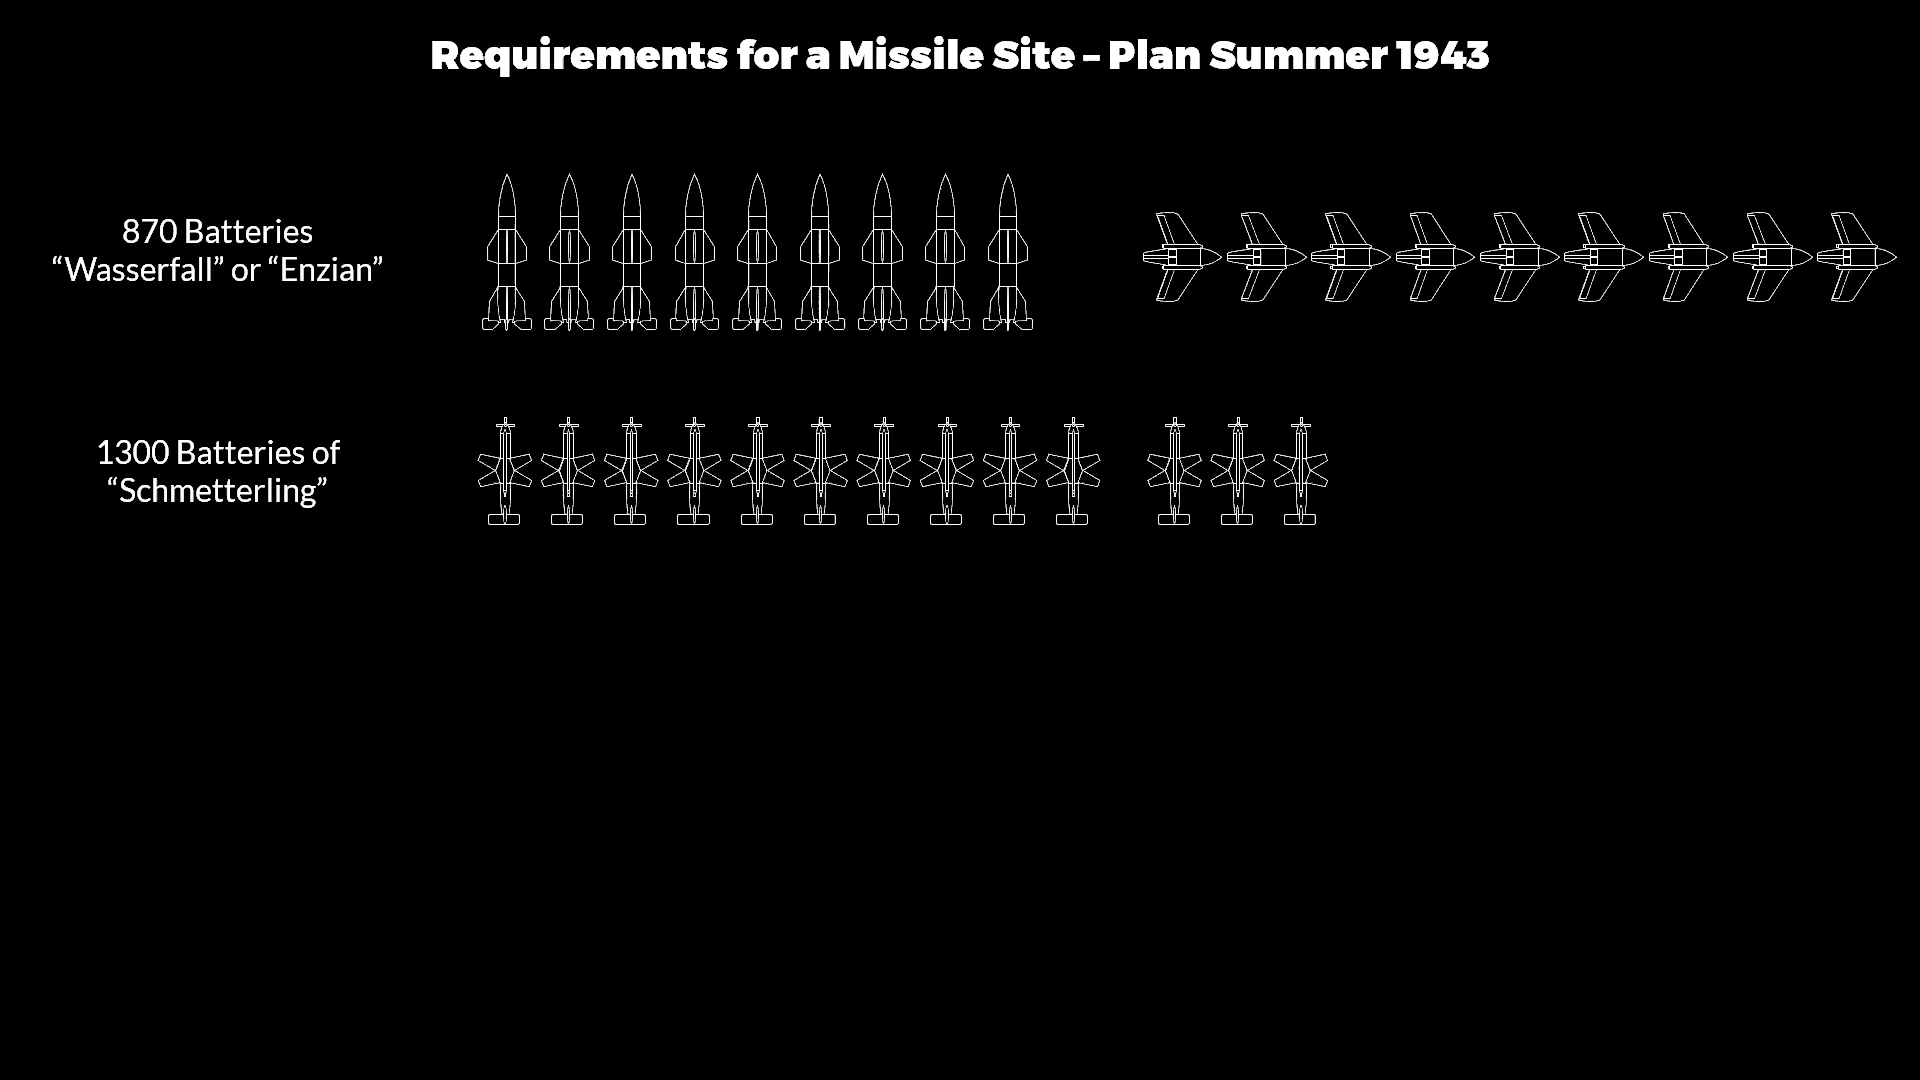 Requirements for a Missile Site – Plan Summer 1943
870 Batteries
“Wasserfall” or “Enzian”
1300 Batteries of
“Schmetterling”